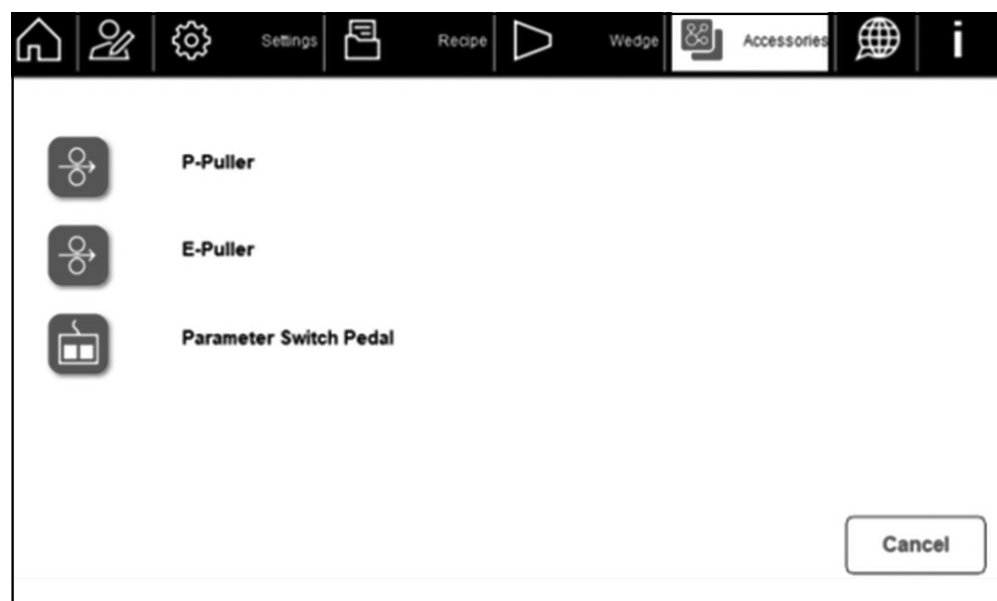 Settings Recipe Wedge Accessories i
P-Puller
E-Puller
Parameter Switch Pedal
Cancel